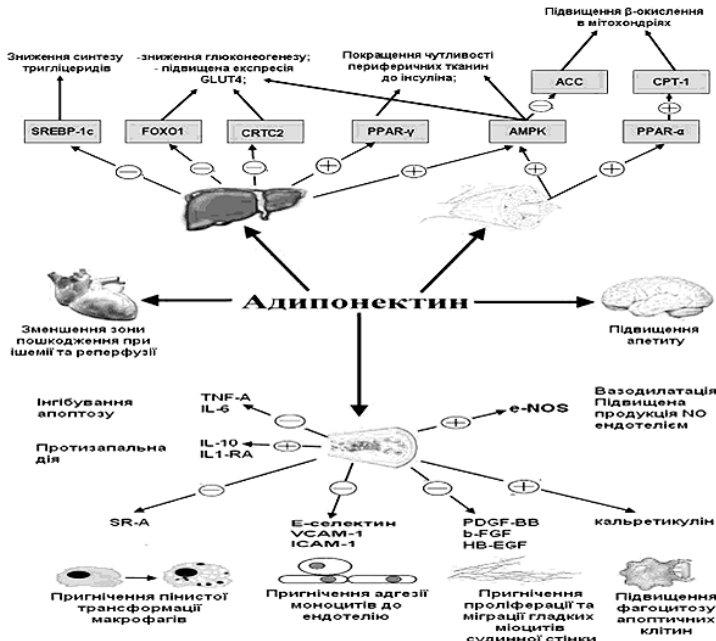 Підвищення β-окислення
в мітохондріях
Зниження синтезу
тригліцеридів
-зниження глюконеогенезу;
- підвищена експресія
GLUT4;
Покращення чутливості
периферичних тканин
до інсуліна;
ACC
CPT-1
SREBP-1c
FOXO1
CRTC2
PPAR-γ
AMPK
PPAR-α
Адипонектин
Зменшення зони
пошкодження при
ішемії та реперфузії
Підвищення
апетиту
Інгібування
апоптозу
TNF-A
IL-6
e-NOS
Вазодилатація
Підвищена
продукція NO
ендотелієм
Протизапальна
дія
IL-10
IL1-RA
SR-A
Е-селектин
VCAM-1
ICAM-1
PDGF-BB
b-FGF
HB-EGF
кальретикулін
Пригнічення пінистої
трансформації
макрофагів
Пригнічення адгезії
моноцитів до
ендотелію
Пригнічення
проліферації та
міграції гладких
міоцитів
судинної стінки
Підвищення
фагоцитозу
апоптичних
клітин